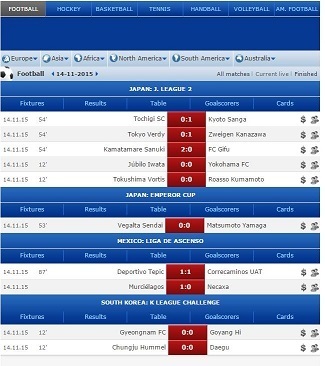 FOOTBALL HOCKEY BASKETBALL TENNIS HANDBALL VOLLEYBALL AM. FOOTBALL
Europe Asia Africa North America South America Australia
Football 14-11-2015 All matches | Current live | Finished
JAPAN: J. LEAGUE 2
Fixtures Results Table Goalscorers Cards
14.11.15 54' Tochigi SC 0:1 Kyoto Sanga $
14.11.15 54' Tokyo Verdy 0:1 Zweigen Kanazawa $
14.11.15 54' Kamatamare Sanuki 2:0 FC Gifu $
14.11.15 12' Júbilo Iwata 0:0 Yokohama FC $
14.11.15 12' Tokushima Vortis 0:0 Roasso Kumamoto $
JAPAN: EMPEROR CUP
Fixtures Results Table Goalscorers Cards
14.11.15 53' Vegalta Sendai 0:0 Matsumoto Yamaga $
MEXICO: LIGA DE ASCENSO
Fixtures Results Table Goalscorers Cards
14.11.15 87' Deportivo Tepic 1:1 Correcaminos UAT $
14.11.15 Murciélagos 1:0 Necaxa $
SOUTH KOREA: K LEAGUE CHALLENGE
Fixtures Results Table Goalscorers Cards
14.11.15 12' Gyeongnam FC 0:0 Goyang Hi $
14.11.15 12' Chungju Hummel 0:0 Daegu $